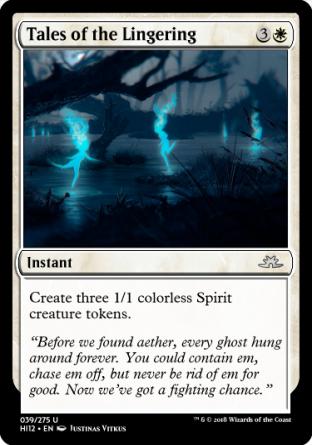 Tales of the Lingering 3
Instant
Create three 1/1 colorless Spirit
creature tokens.
“Before we found aether, every ghost hung
around forever. You could contain em,
chase em off, but never be rid of em for
good. Now we’ve got a fighting chance.”
039/275 U
HI12 • EN Justinas Vitkus
™ & © 2018 Wizards of the Coast